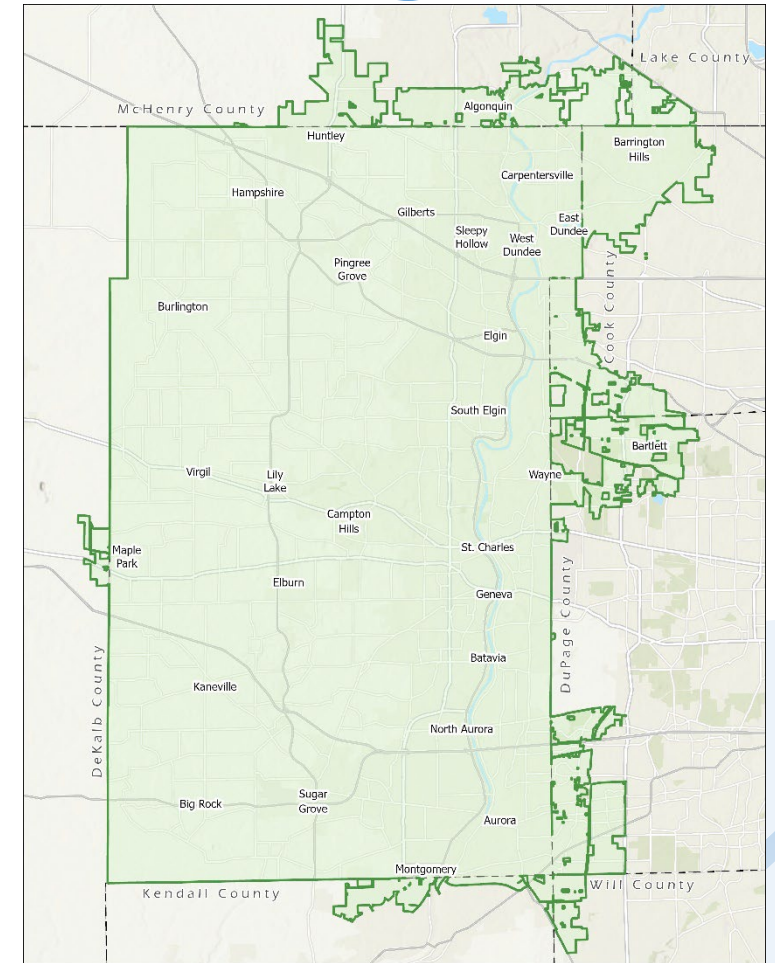 Lake County
McHenry County
Algonquin
Huntley
Barrington
Hills
Carpentersville
Hampshire
Gilberts
East
Dundee
Sleepy
Hollow
West
Dundee
Pingree
Grove
Cook County
Burlington
Elgin
South Elgin
Bartlett
Virgil
Lily
Lake
Wayne
Campton
Hills
Maple
Park
St. Charles
Elburn
Geneva
DuPage County
Batavia
DeKalb County
Kaneville
North Aurora
Big Rock
Sugar
Grove
Aurora
Montgomery
Kendall County
Will County